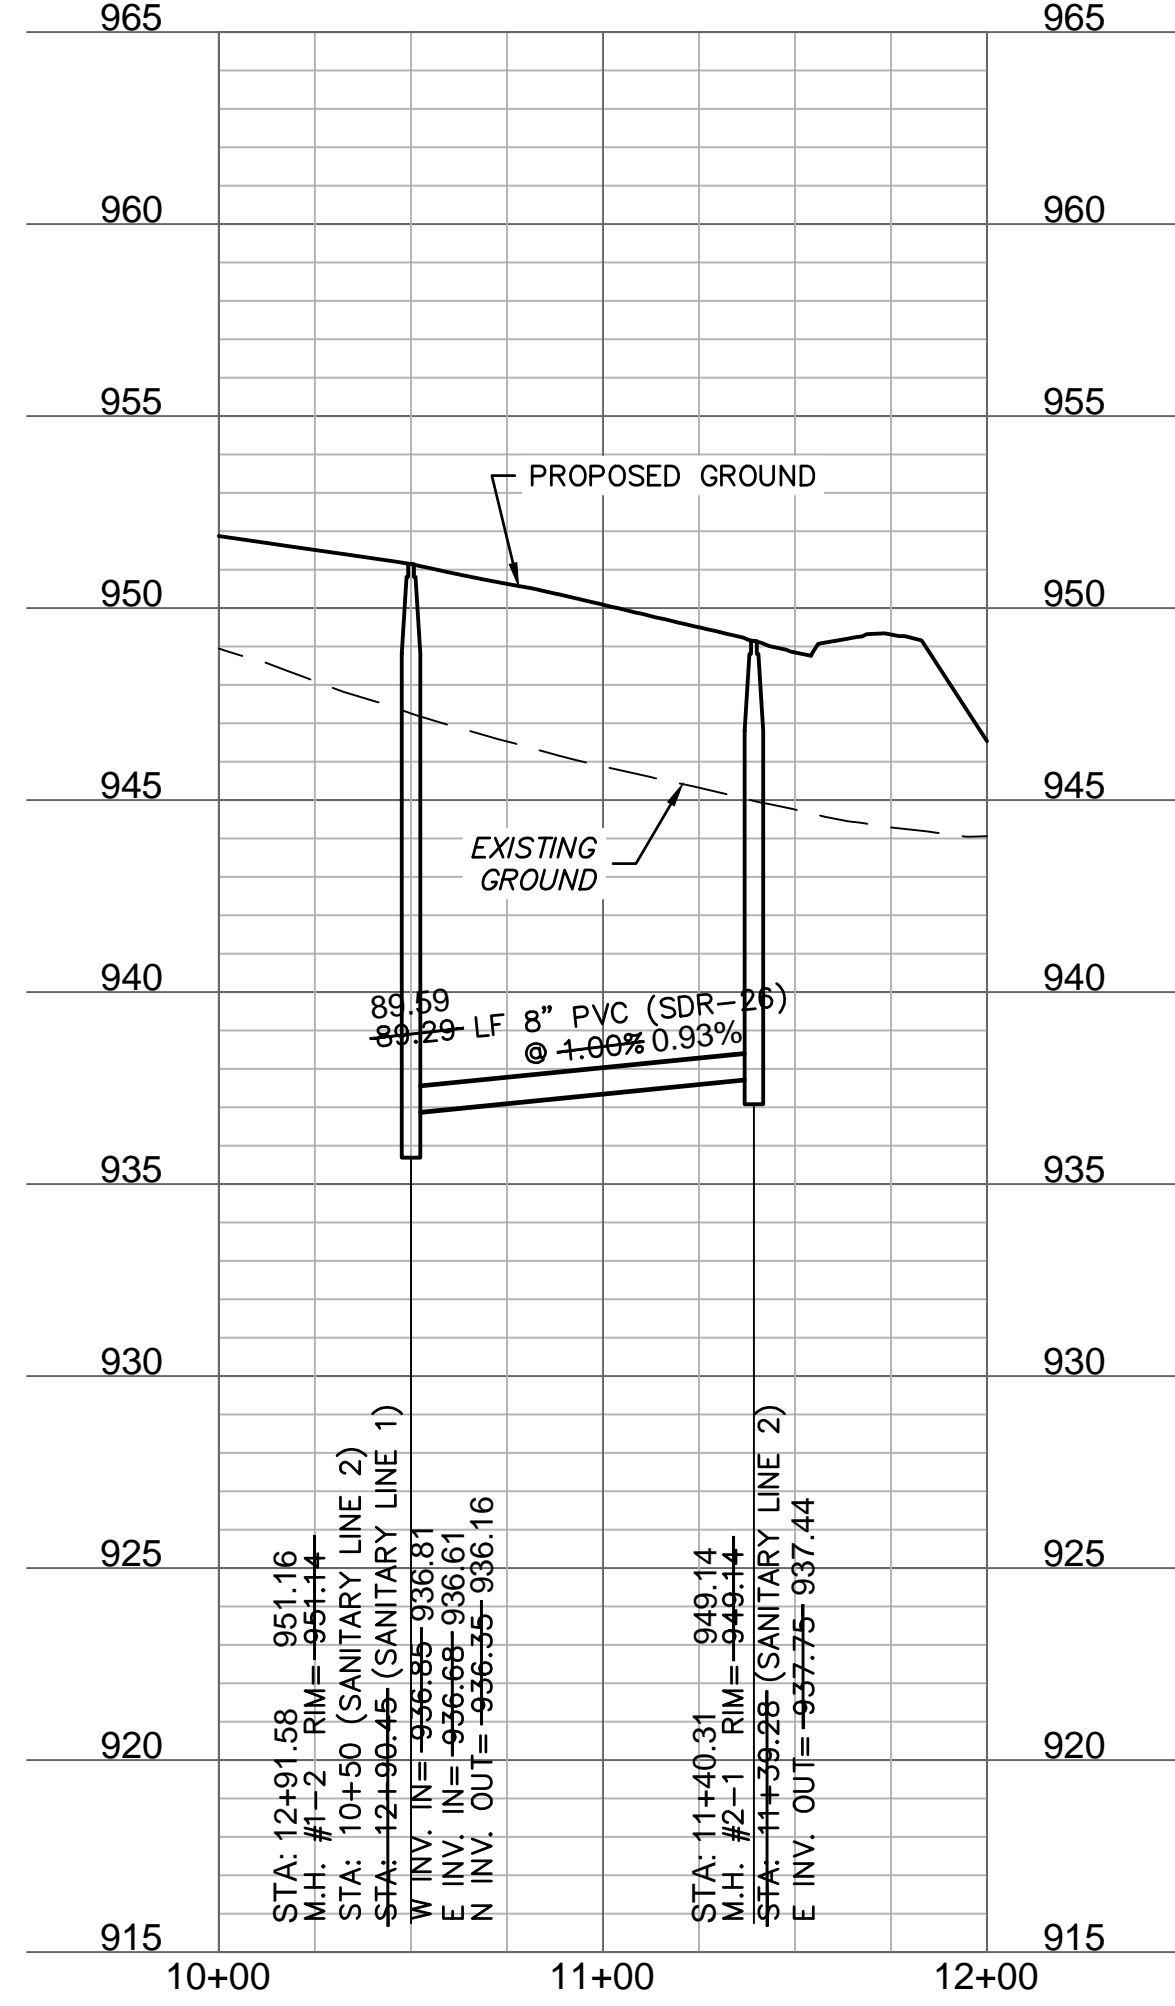 965 965
960 960
955 955
PROPOSED GROUND
950 950
945 945
EXISTING
GROUND
940 940
89.59
89.29 LF 8" PVC (SDR-26)
@ 1.00% 0.93%
935 935
930 930
925 925
920 920
915 915
STA: 12+91.58 951.16
M.H. #1-2 RIM= 951.14
STA: 10+50 (SANITARY LINE 2)
STA: 12+90.45 (SANITARY LINE 1)
W INV. IN= 936.85 936.81
E INV. IN= 936.68 936.61
N INV. OUT= 936.35 936.16
STA: 11+40.31 949.14
M.H. #2-1 RIM= 949.14
STA: 11+39.28 (SANITARY LINE 2)
E INV. OUT= 937.75 937.44
10+00 11+00 12+00